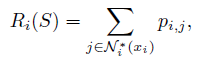 $R_i(S) = \sum_{j \in \mathcal{N}_i^*(x_i)} p_{i,j},$